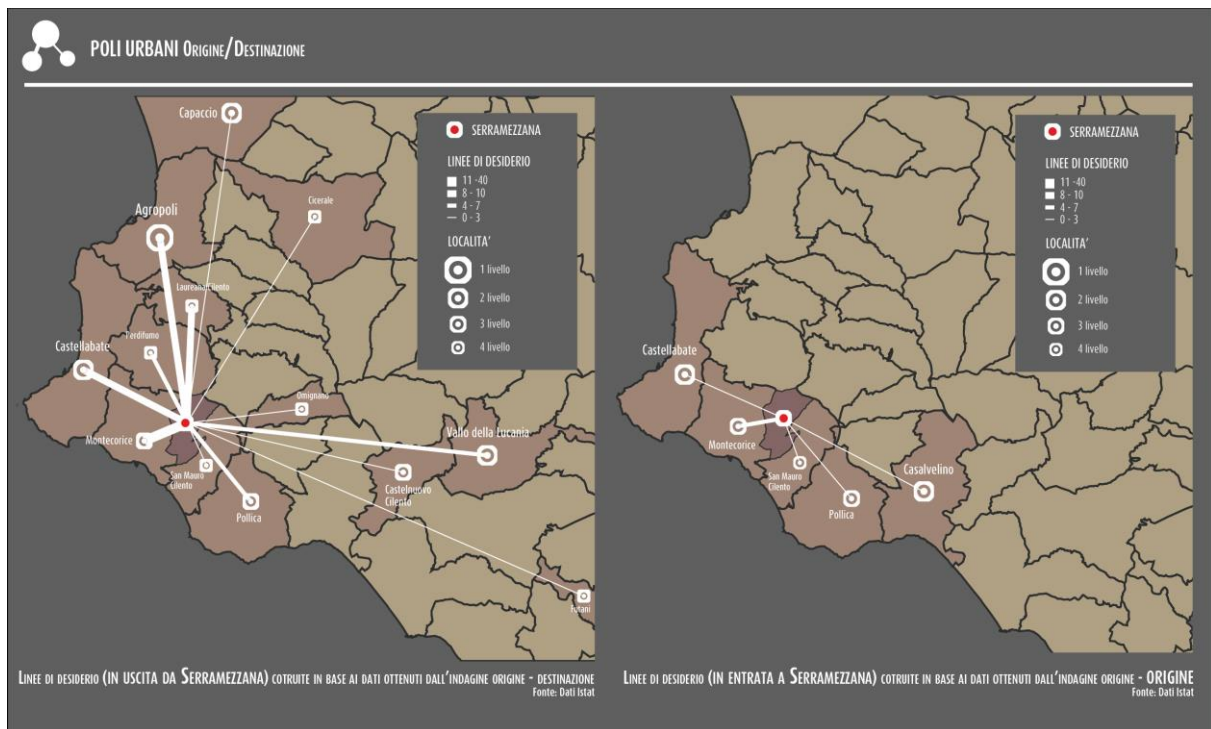 POLI URBANI ORIGINE/DESTINAZIONE
Capaccio
Cicerale
Agropoli
Laureana Cilento
Perdifumo
Castellabate
Omignano
Montecorice
Vallo della Lucania
San Mauro
Cilento
Castelnuovo
Cilento
Pollica
Futani
SERRAMEZZANA
LINEE DI DESIDERIO
11 -40
8 - 10
4 - 7
0 - 3
LOCALITA'
1 livello
2 livello
3 livello
4 livello
LINEE DI DESIDERIO (IN USCITA DA SERRAMEZZANA) COTRUITE IN BASE AI DATI OTTENUTI DALL'INDAGINE ORIGINE - DESTINAZIONE
Fonte: Dati Istat
Castellabate
Montecorice
San Mauro
Cilento
Casalvelino
Pollica
SERRAMEZZANA
LINEE DI DESIDERIO
11 -40
8 - 10
4 - 7
0 - 3
LOCALITA'
1 livello
2 livello
3 livello
4 livello
LINEE DI DESIDERIO (IN ENTRATA A SERRAMEZZANA) COTRUITE IN BASE AI DATI OTTENUTI DALL'INDAGINE ORIGINE - ORIGINE
Fonte: Dati Istat